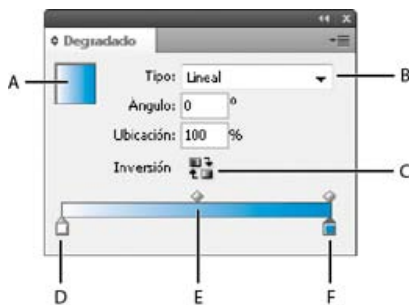 Degradado
A
Tipo: Lineal
B
Ángulo: 0 °
Ubicación: 100 %
Inversión
C
D
E
F